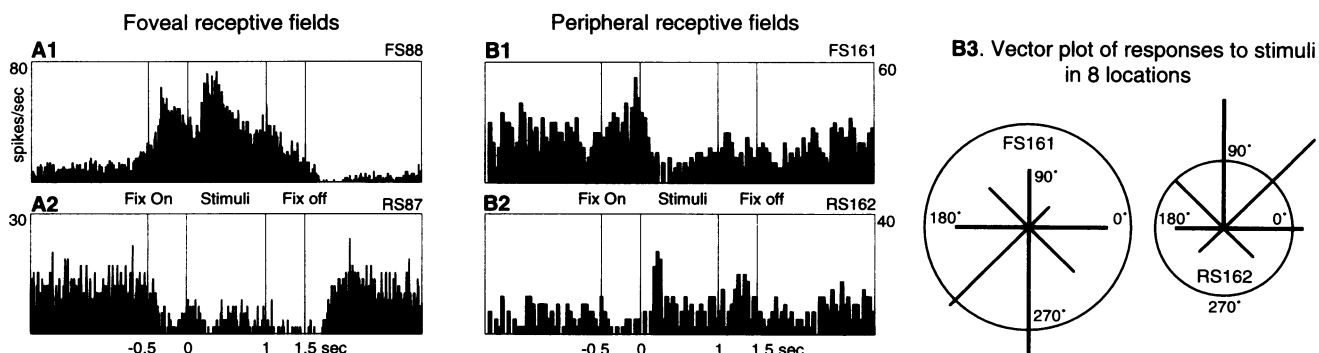 Foveal receptive fields
A1
FS88
80
spikes/sec
A2
Fix On
Stimuli
Fix off
RS87
30
-0.5
0
1
1.5 sec
Peripheral receptive fields
B1
FS161
60
B2
Fix On
Stimuli
Fix off
RS162
40
-0.5
0
1
1.5 sec
B3. Vector plot of responses to stimuli
in 8 locations
FS161
90°
180°
0°
270°
90°
180°
0°
RS162
270°